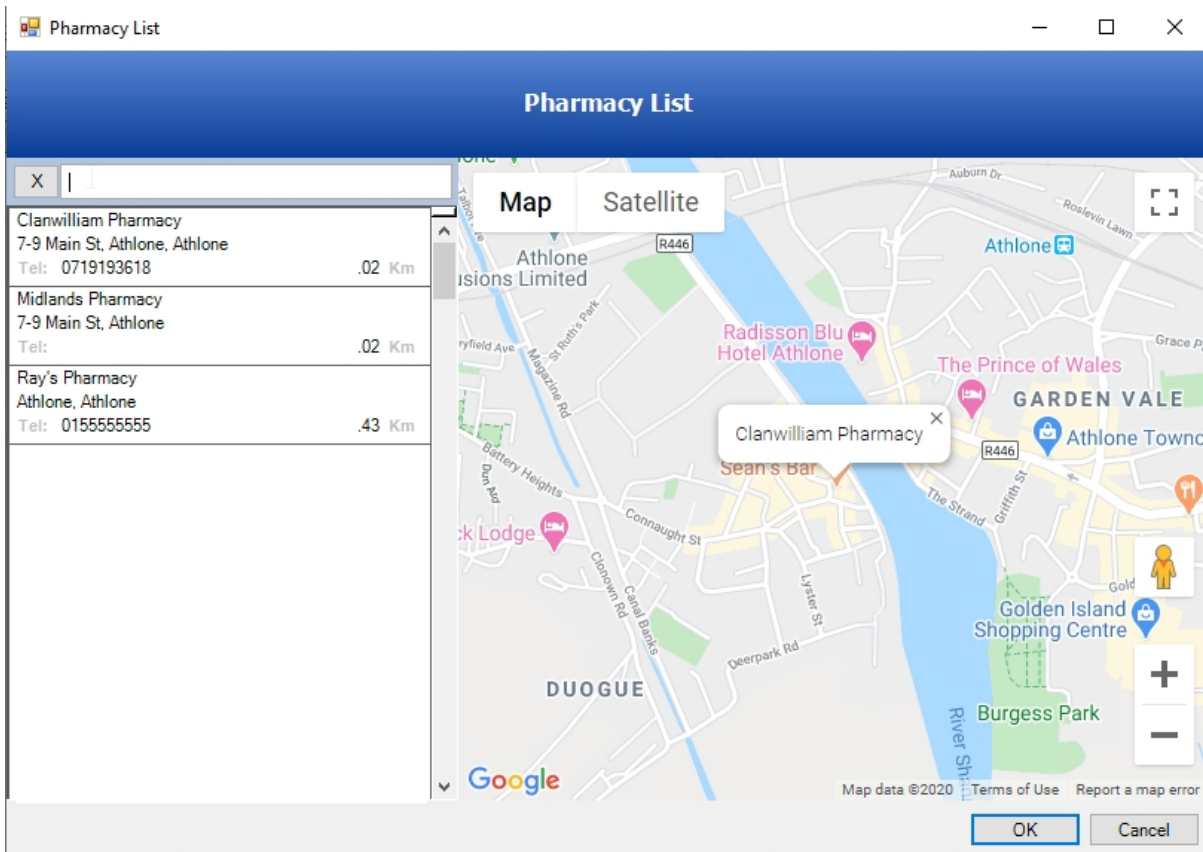 Pharmacy List
Pharmacy List
X
Clanwilliam Pharmacy
7-9 Main St, Athlone, Athlone
Tel: 0719193618 .02 Km
Midlands Pharmacy
7-9 Main St, Athlone
Tel: .02 Km
Ray's Pharmacy
Athlone, Athlone
Tel: 0155555555 .43 Km
Map Satellite
Auburn Dr
Roslevin Lawn
R446
Athlone
Athlone
usions Limited
St Ruth's Park
ryfield Ave
Magazine Rd
Radisson Blu
Hotel Athlone
Grace P
The Prince of Wales
GARDEN VALE
Clanwilliam Pharmacy
R446
Athlone Townc
Sean's Bar
Battery Heights
The Strand
Griffith St
Connaught St
ck Lodge
Clonown Rd
Canal Banks
Lyster St
Gold
Golden Island
Shopping Centre
Deerpark Rd
DUOGUE
Burgess Park
River Shan
Google
Map data ©2020 Terms of Use Report a map error
OK Cancel